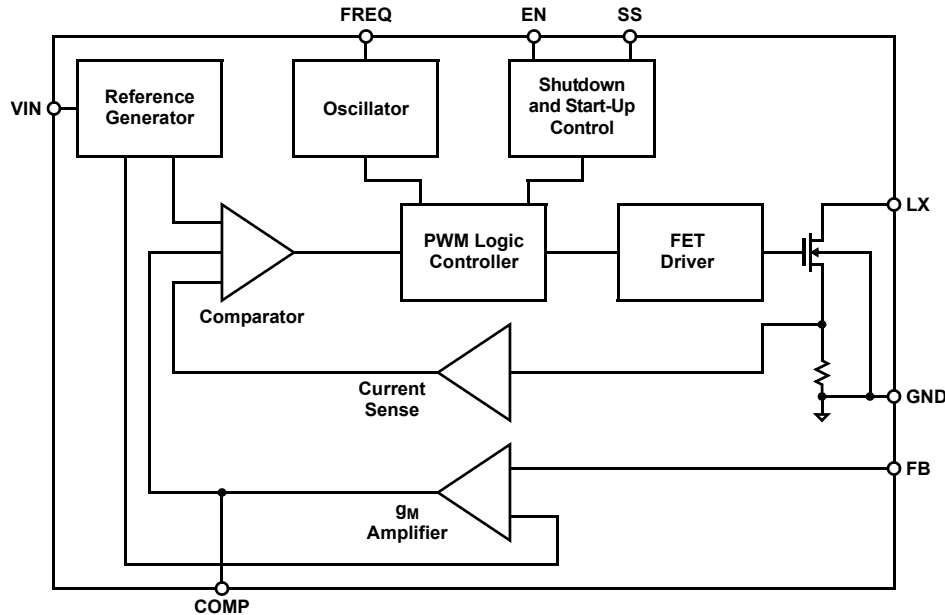 FREQ
EN
SS
VIN
Reference
Generator
Oscillator
Shutdown
and Start-Up
Control
LX
PWM Logic
Controller
FET
Driver
Comparator
Current
Sense
GND
FB
gM
Amplifier
COMP